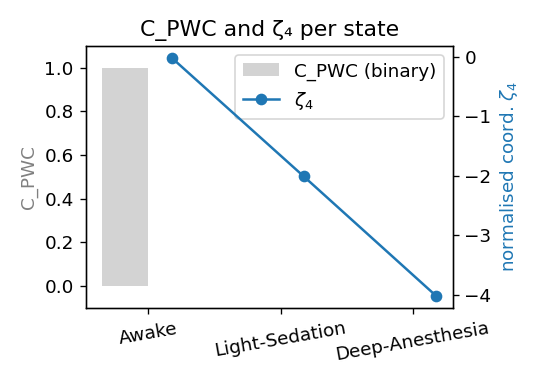 C_PWC and ζ₄ per state
C_PWC (binary)
ζ₄
1.0
0.8
0.6
0.4
0.2
0.0
C_PWC
0
−1
−2
−3
−4
normalised coord. ζ₄
Awake
Light-Sedation
Deep-Anesthesia